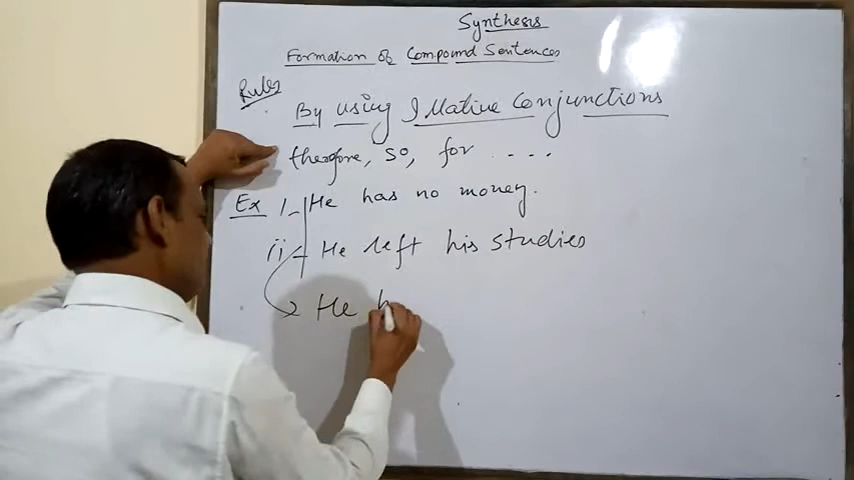 Synthesis
Formation of Compound Sentences
Rules
By using Illative Conjunctions
therefore, so, for ....
Ex i- He has no money.
ii- He left his studies
He h